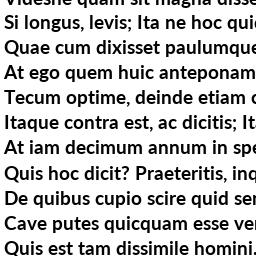 Videsne quam sit magna disse
Si longus, levis; Ita ne hoc qui
Quae cum dixisset paulumque
At ego quem huic anteponam
Tecum optime, deinde etiam c
Itaque contra est, ac dicitis; It
At iam decimum annum in spe
Quis hoc dicit? Praeteritis, inq
De quibus cupio scire quid sen
Cave putes quicquam esse ver
Quis est tam dissimile homini.